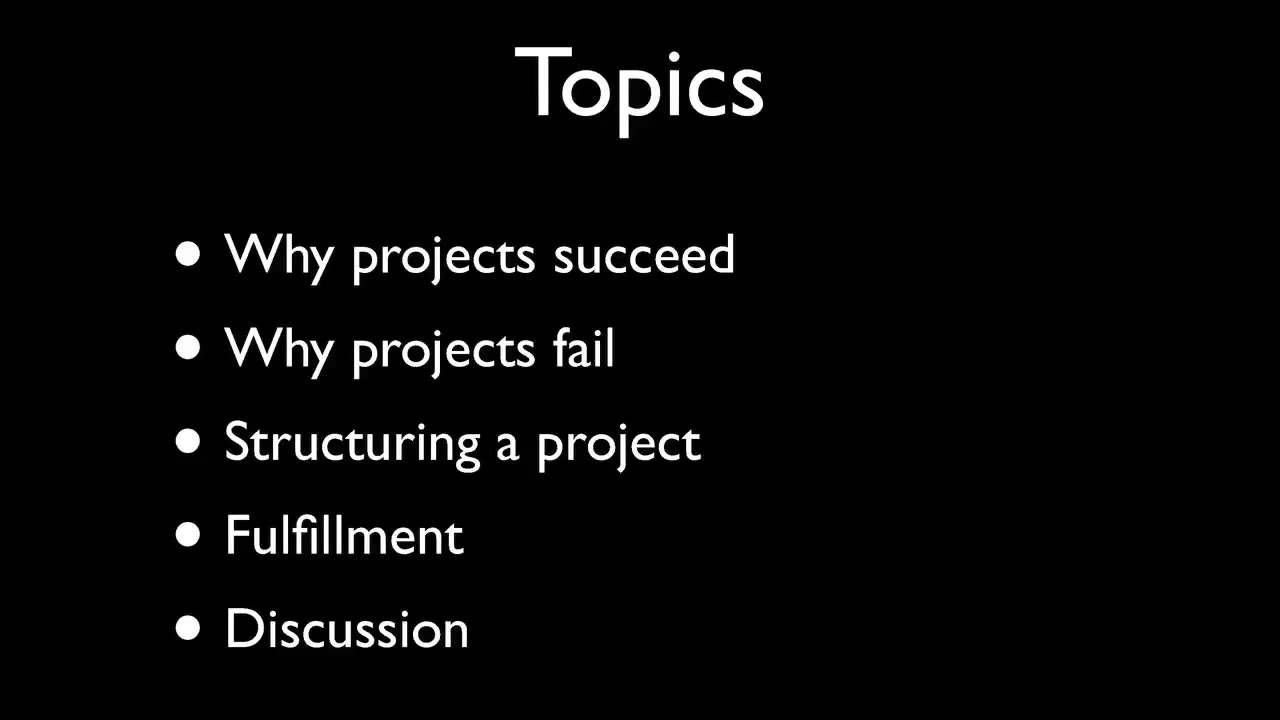 Topics
• Why projects succeed
• Why projects fail
• Structuring a project
• Fulfillment
• Discussion